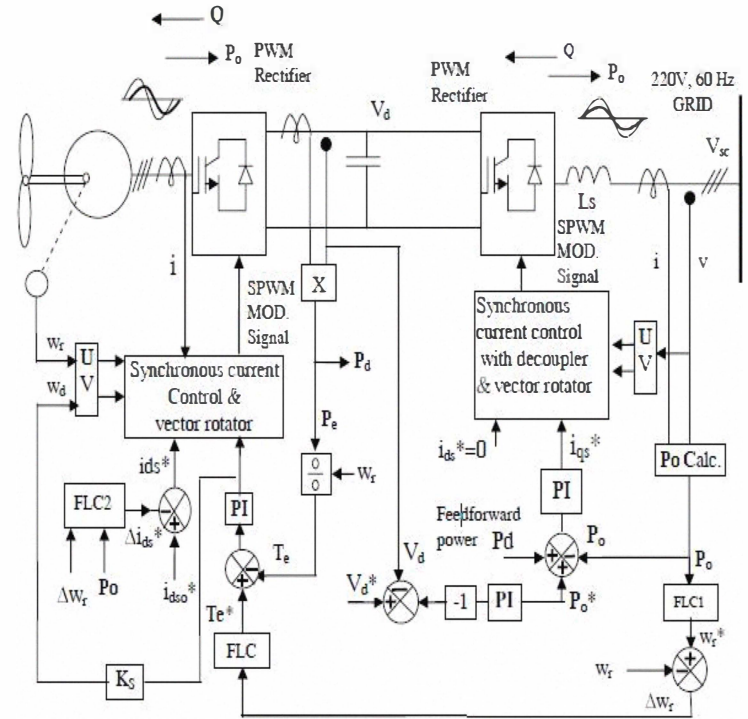 Q
Po PWM
Rectifier
PWM
Rectifier
Q
Po
220V, 60 Hz
GRID
Vd
Vsc
Ls
SPWM
MOD.
Signal
i
i
v
SPWM
MOD.
Signal
X
Synchronous
current control
with decoupler
& vector rotator
U
V
wr
wd
U
V
Synchronous current
Control &
vector rotator
Pd
Pe
ids*=0
iqs*
Po Calc.
ids*
FLC2
Δids*
Δwr
Po
idso*
PI
0
0
Wr
PI
Feedforward
power
Pd
Po
Po
Te
Vd
Vd*
-1
PI
Po*
FLC1
wr*
Te*
FLC
Ks
wr
Δwr